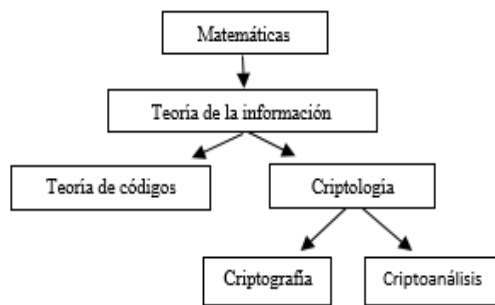 Matemáticas
Teoría de la información
Teoría de códigos
Criptología
Criptografía
Criptoanálisis